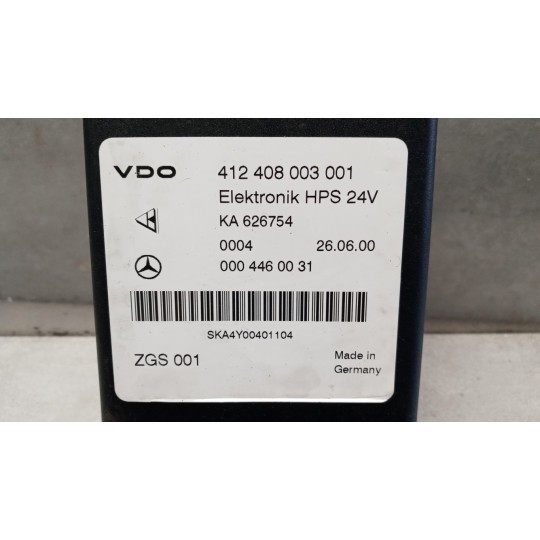 VDO 412 408 003 001
Elektronik HPS 24V
KA 626754
0004 26.06.00
000 446 00 31
SKA4Y00401104
ZGS 001 Made in
Germany